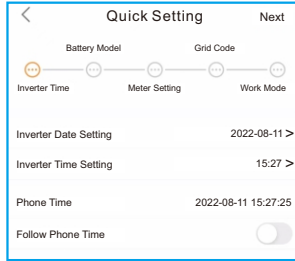 Quick Setting Next
Battery Model Grid Code
Inverter Time Meter Setting Work Mode
Inverter Date Setting 2022-08-11 >
Inverter Time Setting 15:27 >
Phone Time 2022-08-11 15:27:25
Follow Phone Time